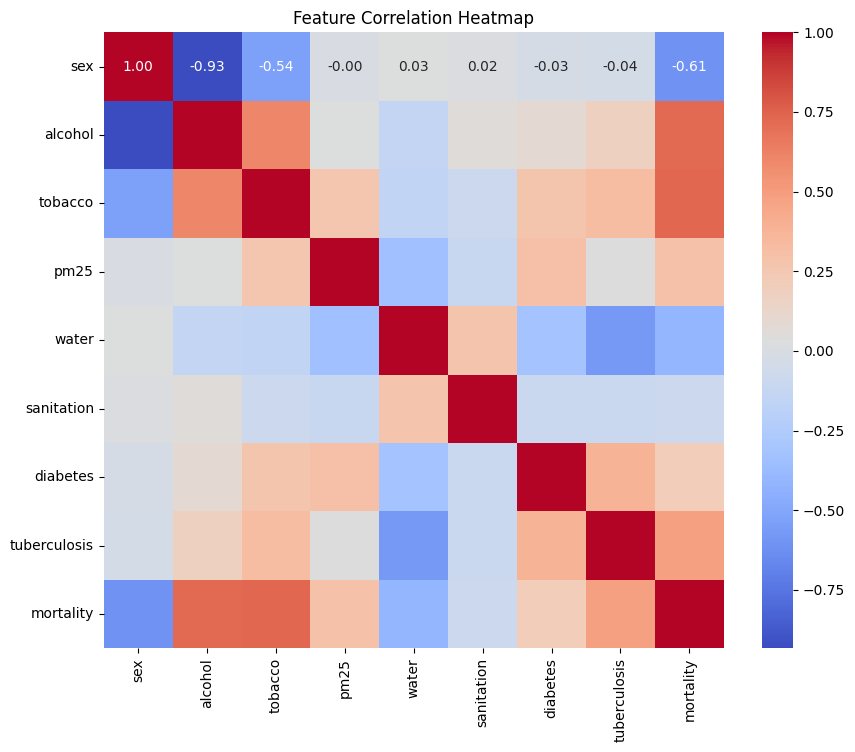 Feature Correlation Heatmap
sex
1.00 -0.93 -0.54 -0.00 0.03 0.02 -0.03 -0.04 -0.61
alcohol
tobacco
pm25
water
sanitation
diabetes
tuberculosis
mortality
sex alcohol tobacco pm25 water sanitation diabetes tuberculosis mortality
1.00
0.75
0.50
0.25
0.00
−0.25
−0.50
−0.75